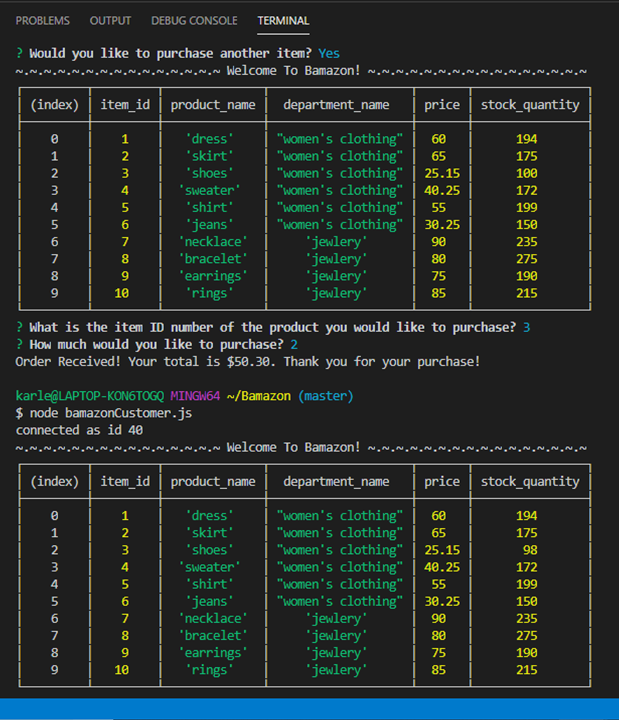 PROBLEMS OUTPUT DEBUG CONSOLE TERMINAL
? Would you like to purchase another item? Yes
~.~.~.~.~.~.~.~.~.~.~.~.~.~ Welcome To Bamazon! ~.~.~.~.~.~.~.~.~.~.~.~.~.~.~
(index) item_id product_name department_name price stock_quantity
0 1 'dress' "women's clothing" 60 194
1 2 'skirt' "women's clothing" 65 175
2 3 'shoes' "women's clothing" 25.15 100
3 4 'sweater' "women's clothing" 40.25 172
4 5 'shirt' "women's clothing" 55 199
5 6 'jeans' "women's clothing" 30.25 150
6 7 'necklace' 'jewlery' 90 235
7 8 'bracelet' 'jewlery' 80 275
8 9 'earrings' 'jewlery' 75 190
9 10 'rings' 'jewlery' 85 215
? What is the item ID number of the product you would like to purchase? 3
? How much would you like to purchase? 2
Order Received! Your total is $50.30. Thank you for your purchase!
karle@LAPTOP-KON6TOGQ MINGW64 ~/Bamazon (master)
$ node bamazonCustomer.js
connected as id 40
~.~.~.~.~.~.~.~.~.~.~.~.~.~ Welcome To Bamazon! ~.~.~.~.~.~.~.~.~.~.~.~.~.~.~
(index) item_id product_name department_name price stock_quantity
0 1 'dress' "women's clothing" 60 194
1 2 'skirt' "women's clothing" 65 175
2 3 'shoes' "women's clothing" 25.15 98
3 4 'sweater' "women's clothing" 40.25 172
4 5 'shirt' "women's clothing" 55 199
5 6 'jeans' "women's clothing" 30.25 150
6 7 'necklace' 'jewlery' 90 235
7 8 'bracelet' 'jewlery' 80 275
8 9 'earrings' 'jewlery' 75 190
9 10 'rings' 'jewlery' 85 215